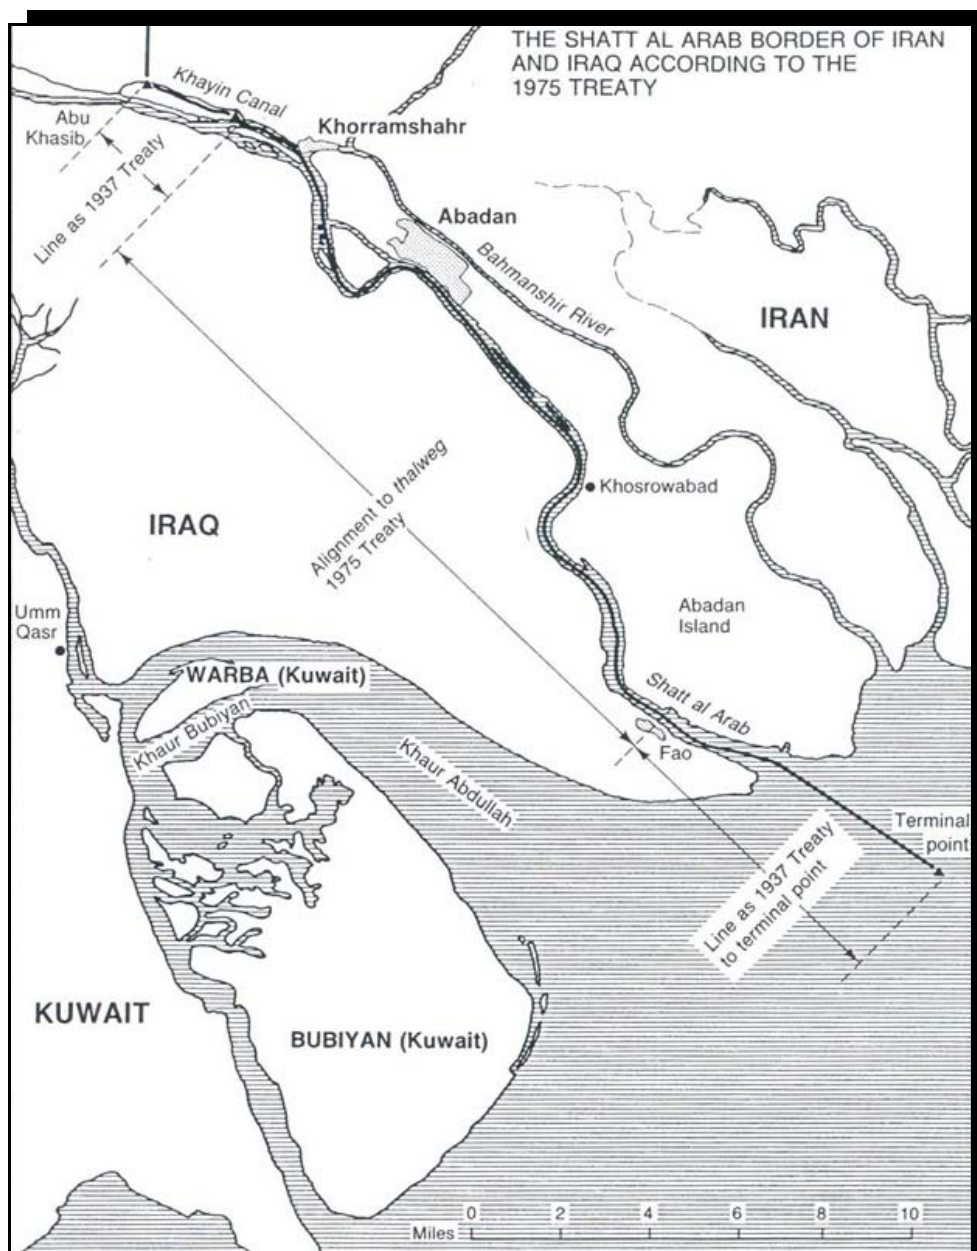 THE SHATT AL ARAB BORDER OF IRAN
AND IRAQ ACCORDING TO THE
1975 TREATY
Khayin Canal
Abu
Khasib
Khorramshahr
Line as 1937 Treaty
Abadan
Bahmanshir River
IRAN
Alignment to thalweg
1975 Treaty
Khosrowabad
IRAQ
Umm
Qasr
Abadan
Island
WARBA (Kuwait)
Khaur Bubiyan
Shatt al Arab
Khaur Abdullah
Fao
Terminal
point
Line as 1937 Treaty
to terminal point
KUWAIT
BUBIYAN (Kuwait)
0 2 4 6 8 10
Miles